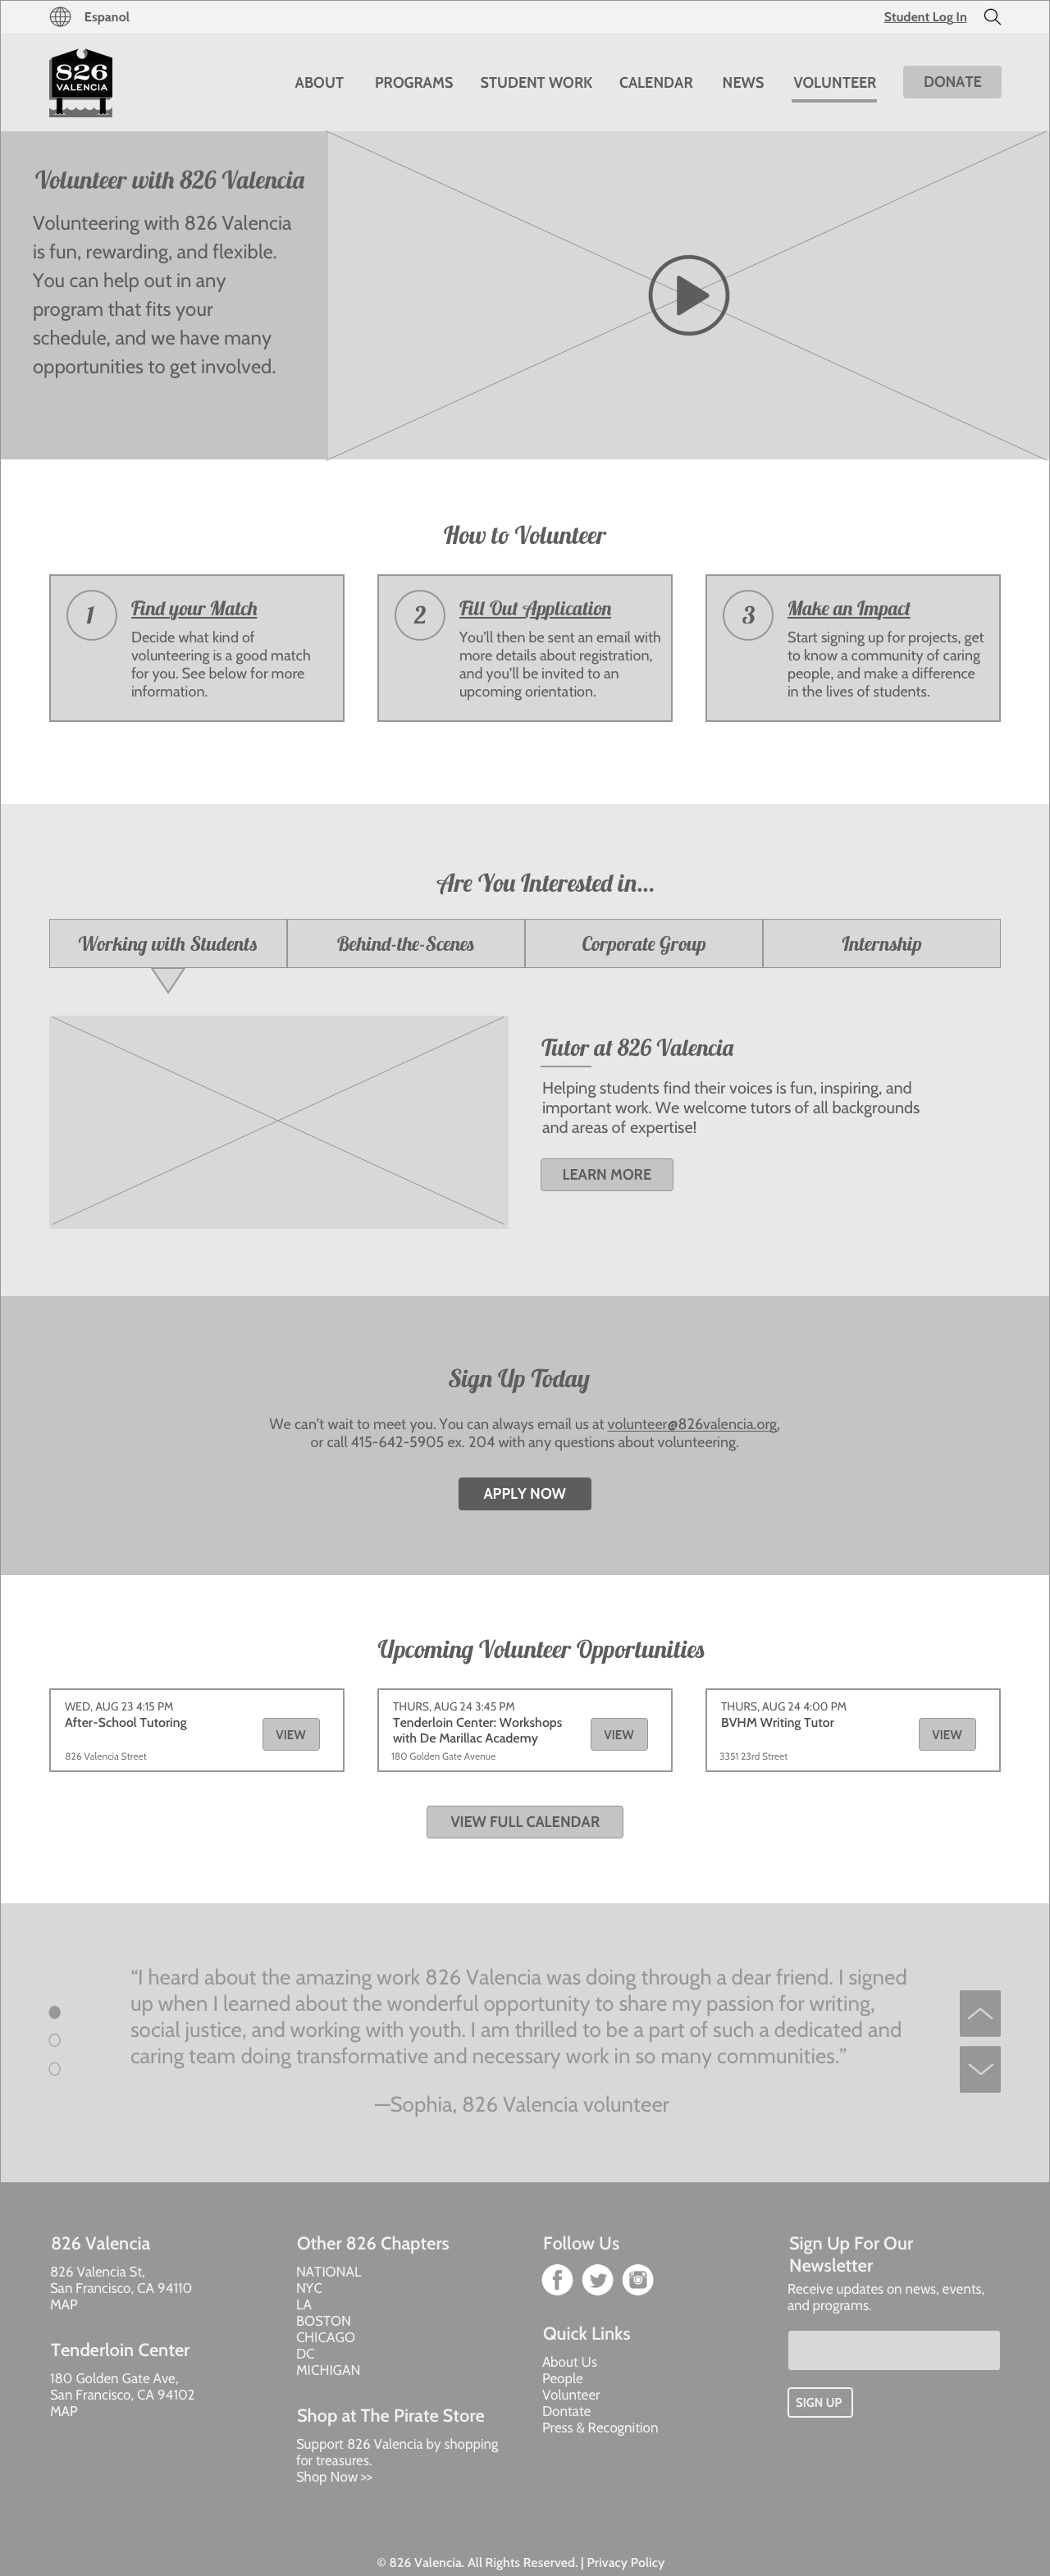 Espanol
Student Log In
826
VALENCIA
ABOUT
PROGRAMS
STUDENT WORK
CALENDAR
NEWS
VOLUNTEER
DONATE
Volunteer with 826 Valencia
Volunteering with 826 Valencia
is fun, rewarding, and flexible.
You can help out in any
program that fits your
schedule, and we have many
opportunities to get involved.
How to Volunteer
1
Find your Match
Decide what kind of
volunteering is a good match
for you. See below for more
information.
2
Fill Out Application
You'll then be sent an email with
more details about registration,
and you'll be invited to an
upcoming orientation.
3
Make an Impact
Start signing up for projects, get
to know a community of caring
people, and make a difference
in the lives of students.
Are You Interested in...
Working with Students
Behind-the-Scenes
Corporate Group
Internship
Tutor at 826 Valencia
Helping students find their voices is fun, inspiring, and
important work. We welcome tutors of all backgrounds
and areas of expertise!
LEARN MORE
Sign Up Today
We can't wait to meet you. You can always email us at volunteer@826valencia.org,
or call 415-642-5905 ex. 204 with any questions about volunteering.
APPLY NOW
Upcoming Volunteer Opportunities
WED, AUG 23 4:15 PM
After-School Tutoring
826 Valencia Street
VIEW
THURS, AUG 24 3:45 PM
Tenderloin Center: Workshops
with De Marillac Academy
180 Golden Gate Avenue
VIEW
THURS, AUG 24 4:00 PM
BVHM Writing Tutor
3351 23rd Street
VIEW
VIEW FULL CALENDAR
“I heard about the amazing work 826 Valencia was doing through a dear friend. I signed
up when I learned about the wonderful opportunity to share my passion for writing,
social justice, and working with youth. I am thrilled to be a part of such a dedicated and
caring team doing transformative and necessary work in so many communities.”
—Sophia, 826 Valencia volunteer
826 Valencia
826 Valencia St,
San Francisco, CA 94110
MAP
Tenderloin Center
180 Golden Gate Ave,
San Francisco, CA 94102
MAP
Other 826 Chapters
NATIONAL
NYC
LA
BOSTON
CHICAGO
DC
MICHIGAN
Shop at The Pirate Store
Support 826 Valencia by shopping
for treasures.
Shop Now >>
Follow Us
Quick Links
About Us
People
Volunteer
Dontate
Press & Recognition
Sign Up For Our
Newsletter
Receive updates on news, events,
and programs.
SIGN UP
© 826 Valencia. All Rights Reserved. | Privacy Policy